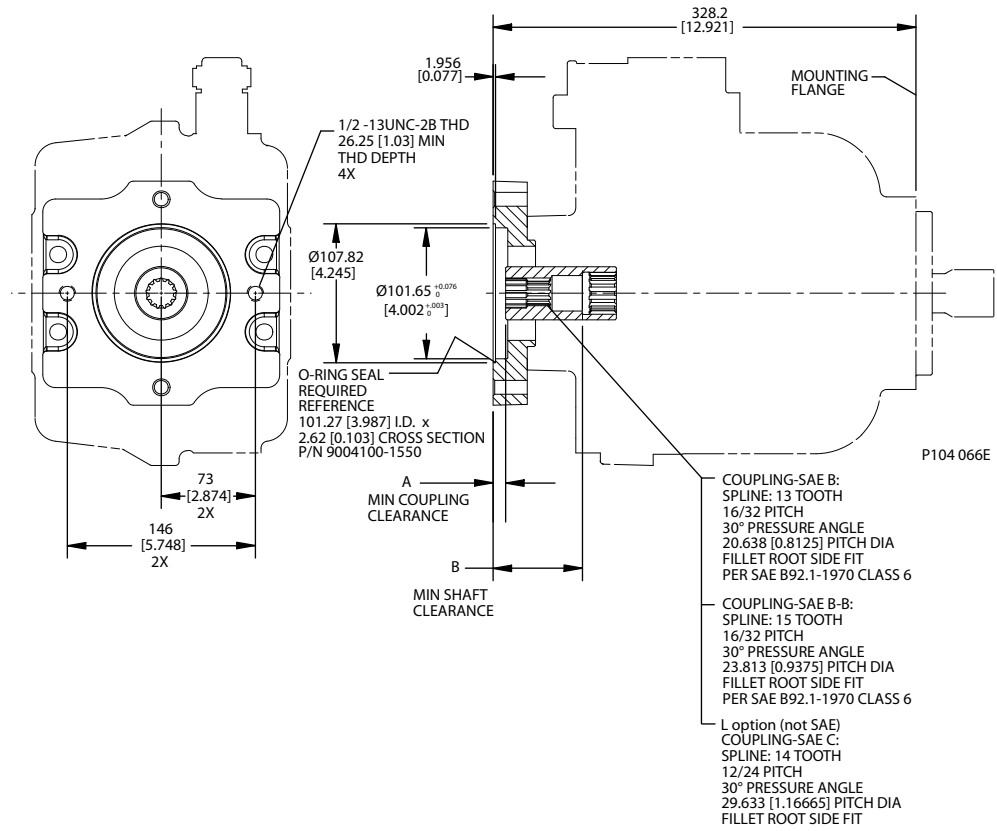 328.2
[12.921]
1.956
[0.077]
MOUNTING
FLANGE
1/2 -13UNC-2B THD
26.25 [1.03] MIN
THD DEPTH
4X
Ø107.82
[4.245]
Ø101.65 +0.076 0
[4.002 +.003 0]
O-RING SEAL
REQUIRED
REFERENCE
101.27 [3.987] I.D. x
2.62 [0.103] CROSS SECTION
P/N 9004100-1550
P104 066E
73
[2.874]
2X
146
[5.748]
2X
A
MIN COUPLING
CLEARANCE
B
MIN SHAFT
CLEARANCE
COUPLING-SAE B:
SPLINE: 13 TOOTH
16/32 PITCH
30° PRESSURE ANGLE
20.638 [0.8125] PITCH DIA
FILLET ROOT SIDE FIT
PER SAE B92.1-1970 CLASS 6
COUPLING-SAE B-B:
SPLINE: 15 TOOTH
16/32 PITCH
30° PRESSURE ANGLE
23.813 [0.9375] PITCH DIA
FILLET ROOT SIDE FIT
PER SAE B92.1-1970 CLASS 6
L option (not SAE)
COUPLING-SAE C:
SPLINE: 14 TOOTH
12/24 PITCH
30° PRESSURE ANGLE
29.633 [1.16665] PITCH DIA
FILLET ROOT SIDE FIT